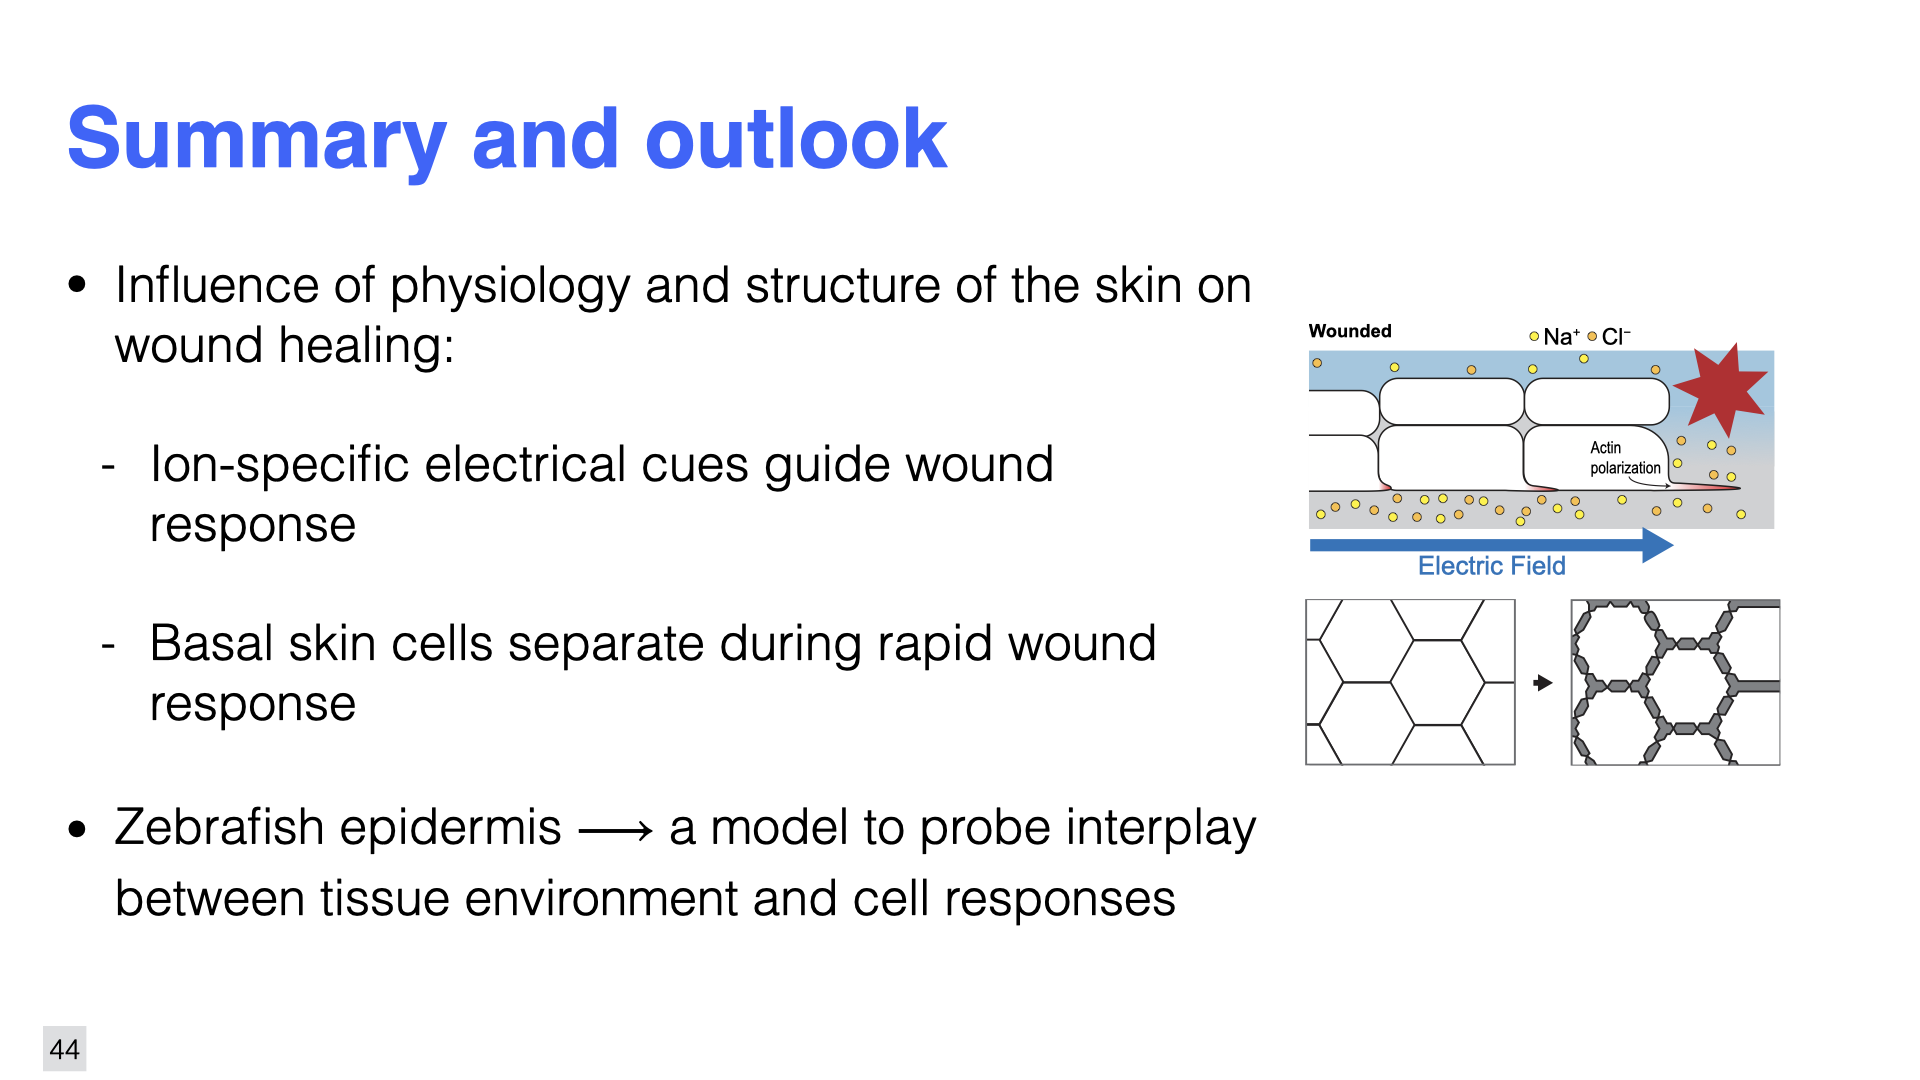 Summary and outlook
• Influence of physiology and structure of the skin on
wound healing:
- Ion-specific electrical cues guide wound
response
- Basal skin cells separate during rapid wound
response
• Zebrafish epidermis ⟶ a model to probe interplay
between tissue environment and cell responses
Wounded
Na⁺ Cl⁻
Actin
polarization
Electric Field
44